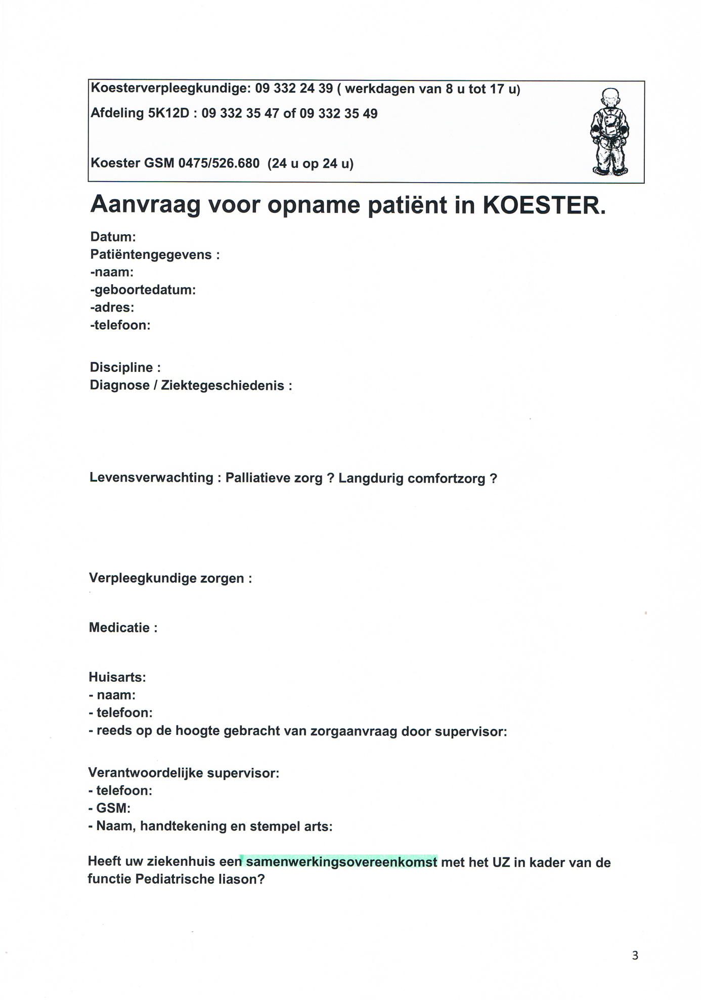 Koesterverpleegkundige: 09 332 24 39 ( werkdagen van 8 u tot 17 u)
Afdeling 5K12D : 09 332 35 47 of 09 332 35 49
Koester GSM 0475/526.680 (24 u op 24 u)
Aanvraag voor opname patiënt in KOESTER.
Datum:
Patiëntengegevens :
-naam:
-geboortedatum:
-adres:
-telefoon:
Discipline :
Diagnose / Ziektegeschiedenis :
Levensverwachting : Palliatieve zorg ? Langdurig comfortzorg ?
Verpleegkundige zorgen :
Medicatie :
Huisarts:
- naam:
- telefoon:
- reeds op de hoogte gebracht van zorgaanvraag door supervisor:
Verantwoordelijke supervisor:
- telefoon:
- GSM:
- Naam, handtekening en stempel arts:
Heeft uw ziekenhuis een samenwerkingsovereenkomst met het UZ in kader van de
functie Pediatrische liason?
3